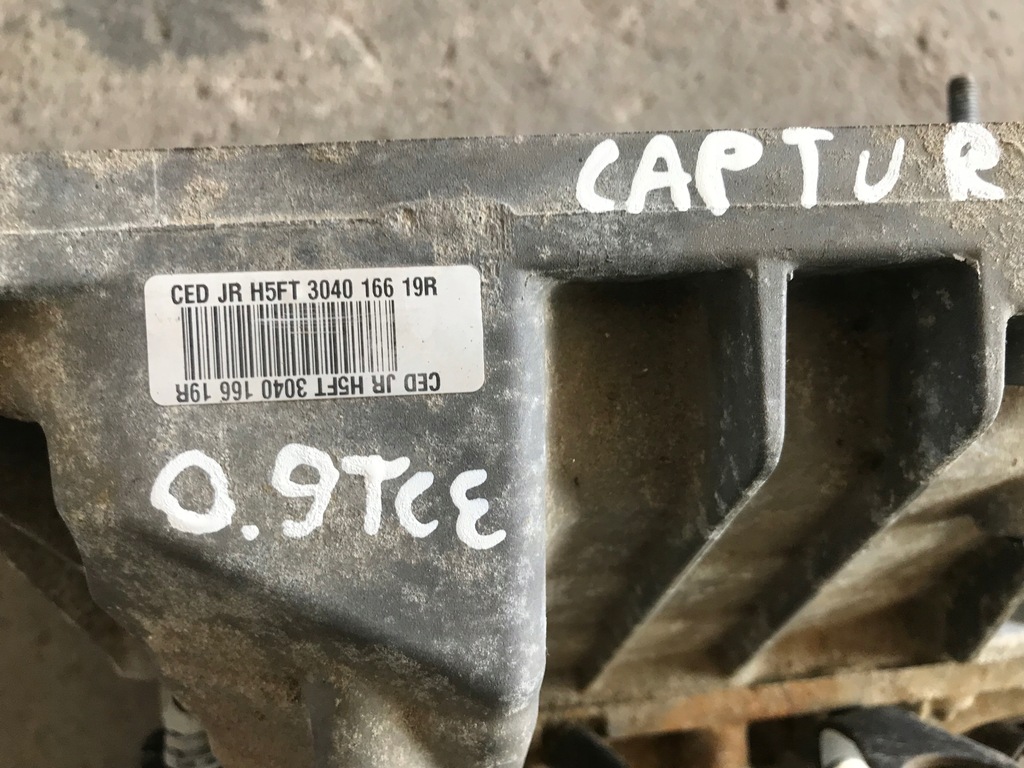 CAPTUR
CED JR H5FT 3040 166 19R
CED JR H5FT 3040 166 19R
0.9TCE